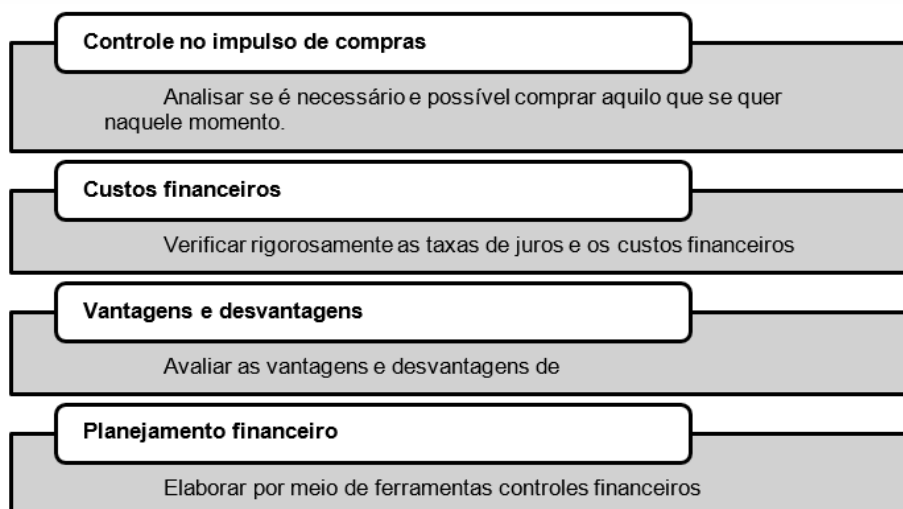 Controle no impulso de compras
Analisar se é necessário e possível comprar aquilo que se quer
naquele momento.
Custos financeiros
Verificar rigorosamente as taxas de juros e os custos financeiros
Vantagens e desvantagens
Avaliar as vantagens e desvantagens de
Planejamento financeiro
Elaborar por meio de ferramentas controles financeiros